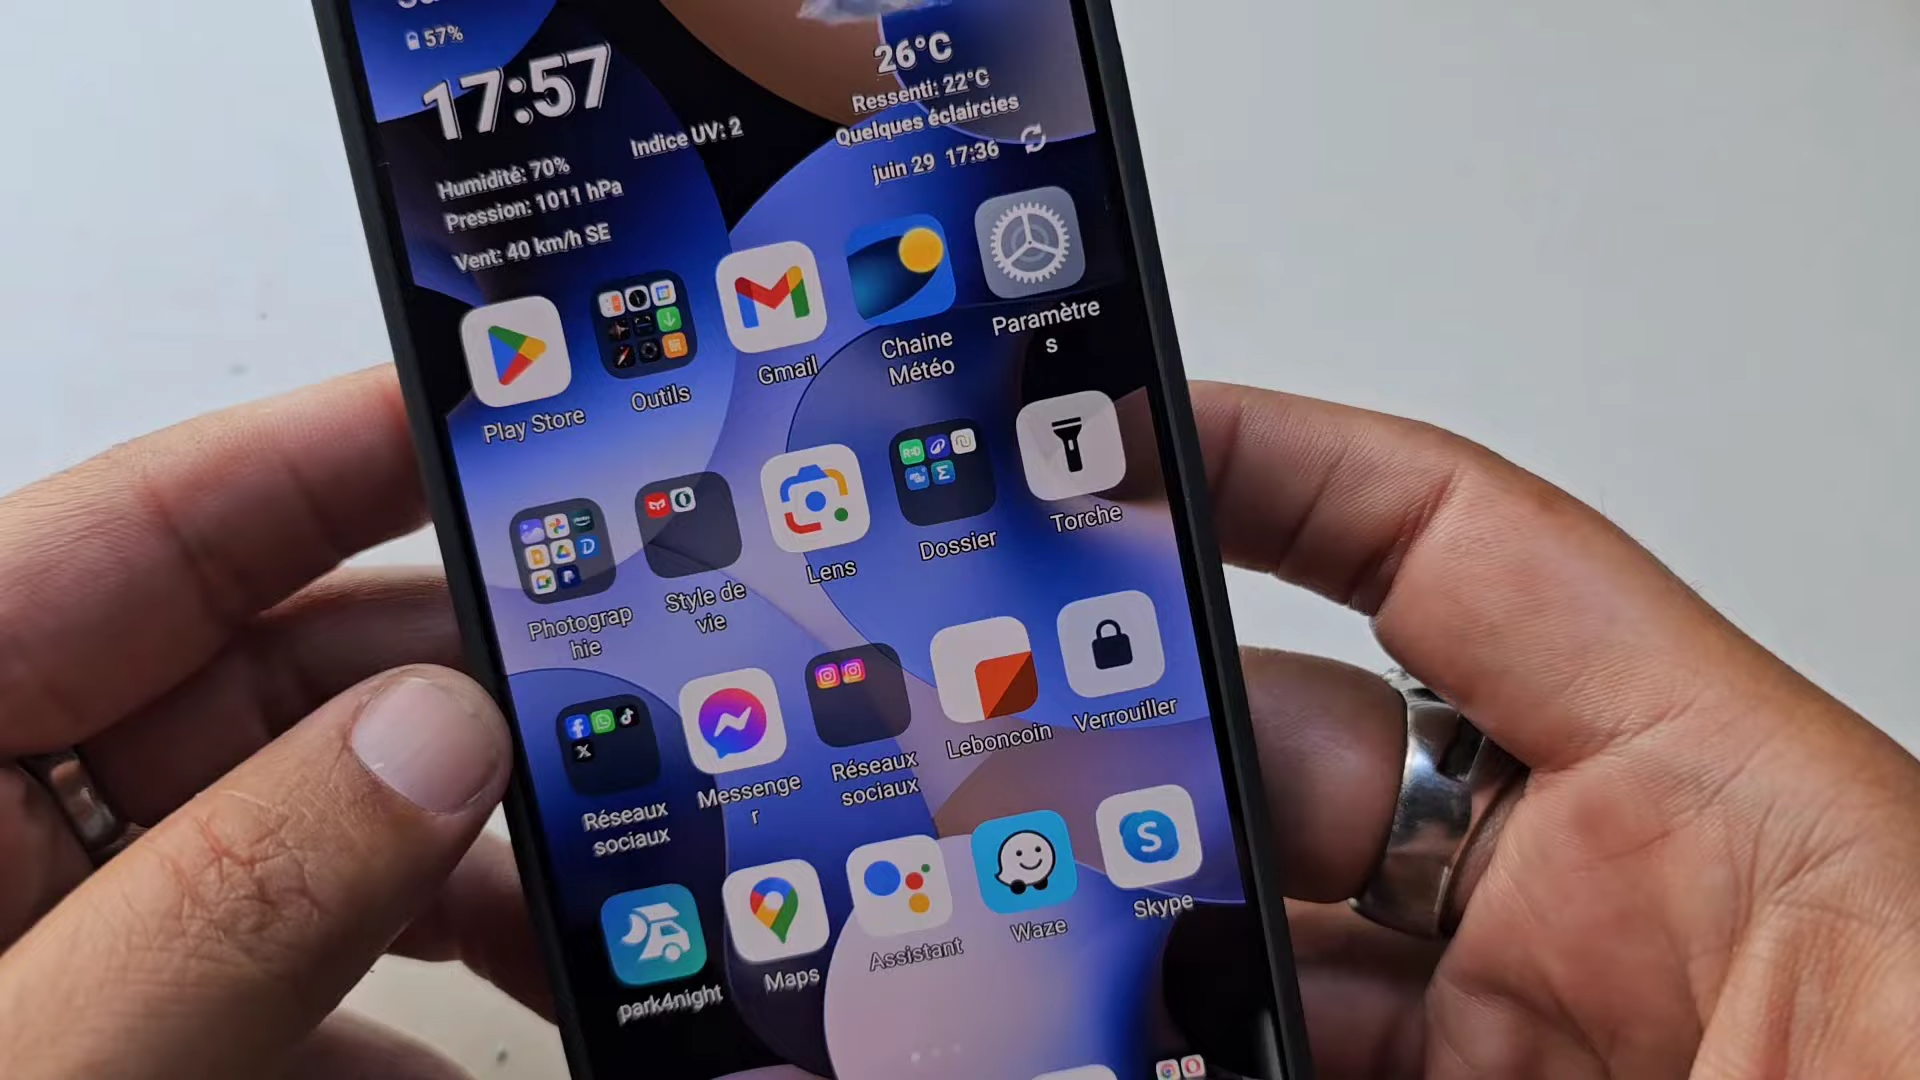 57%
17:57
Humidité: 70%
Pression: 1011 hPa
Vent: 40 km/h SE
Indice UV: 2
26°C
Ressenti: 22°C
Quelques éclaircies
juin 29 17:36
Play Store
Outils
Gmail
Chaine
Météo
Paramètre
s
Photograp
hie
Style de
vie
Lens
Dossier
Torche
Réseaux
sociaux
Messenge
r
Réseaux
sociaux
Leboncoin
Verrouiller
park4night
Maps
Assistant
Waze
S
Skype